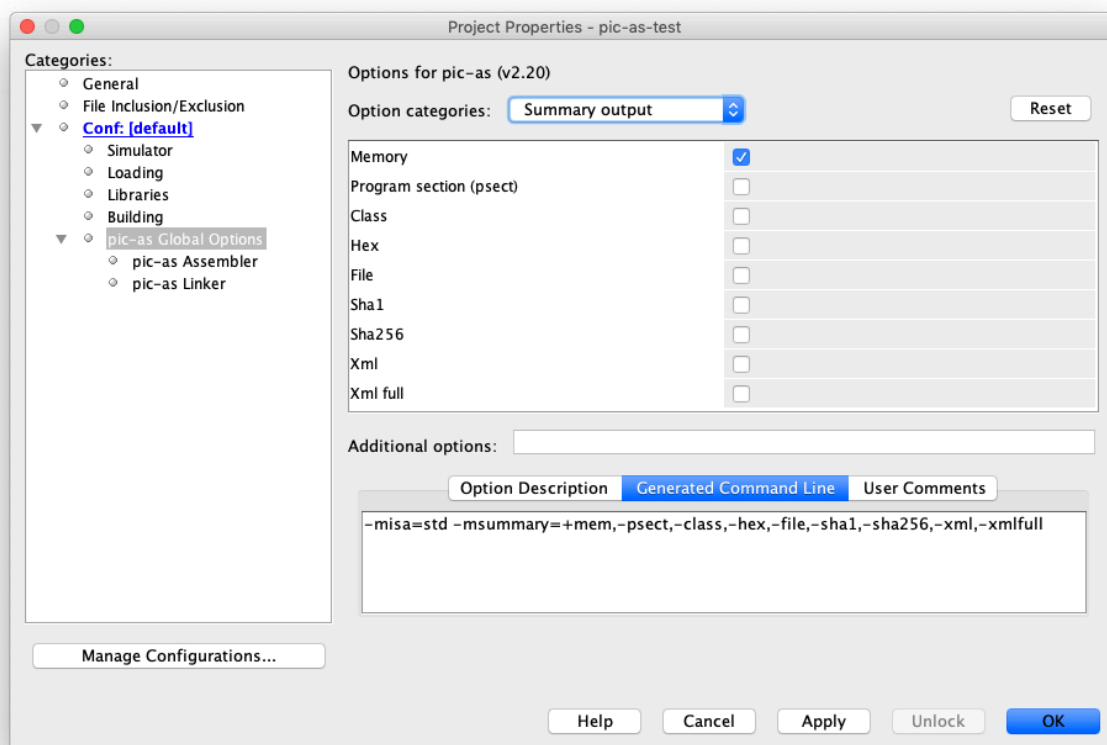 Project Properties - pic-as-test
Categories:
General
File Inclusion/Exclusion
Conf: [default]
Simulator
Loading
Libraries
Building
pic-as Global Options
pic-as Assembler
pic-as Linker
Manage Configurations...
Options for pic-as (v2.20)
Option categories: Summary output Reset
Memory
Program section (psect)
Class
Hex
File
Sha1
Sha256
Xml
Xml full
Additional options:
Option Description Generated Command Line User Comments
-misa=std -msummary=+mem,-psect,-class,-hex,-file,-sha1,-sha256,-xml,-xmlfull
Help Cancel Apply Unlock OK